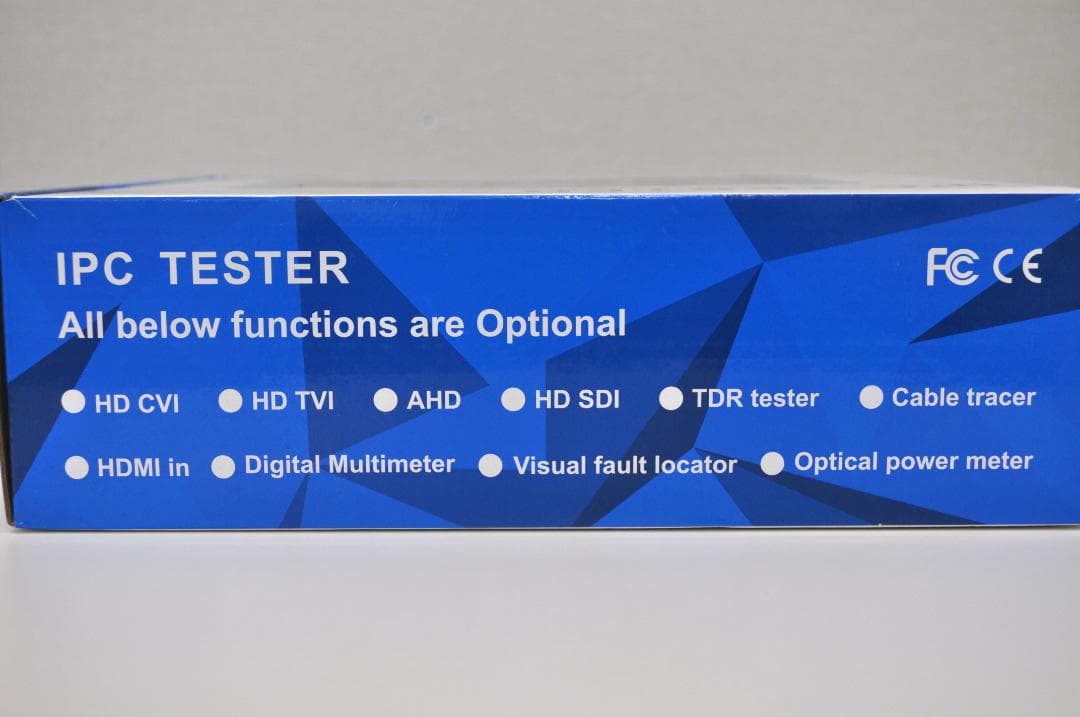 IPC TESTER
FC CE
All below functions are Optional
HD CVI HD TVI AHD HD SDI TDR tester Cable tracer
HDMI in Digital Multimeter Visual fault locator Optical power meter